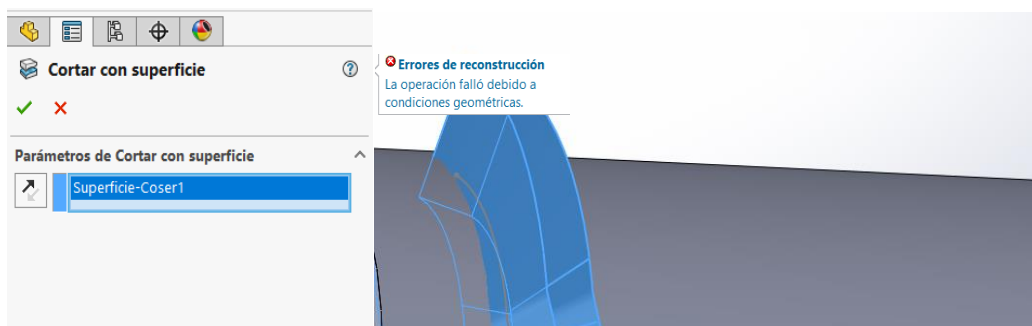 Cortar con superficie
Errores de reconstrucción
La operación falló debido a
condiciones geométricas.
Parámetros de Cortar con superficie
Superficie-Coser1